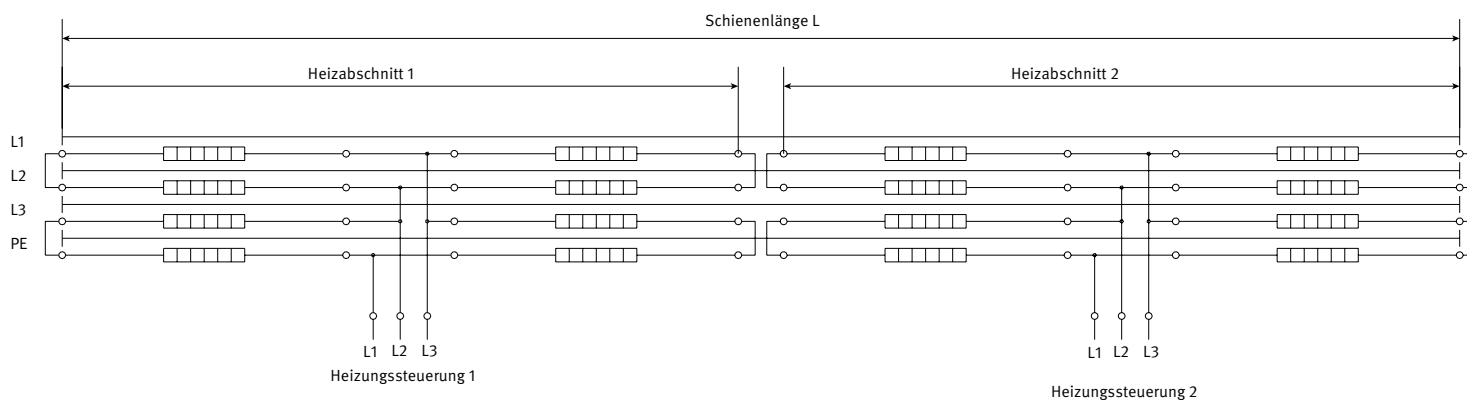 Schienenlänge L
Heizabschnitt 1 Heizabschnitt 2
L1
L2
L3
PE
L1 L2 L3 L1 L2 L3
Heizungssteuerung 1
Heizungssteuerung 2